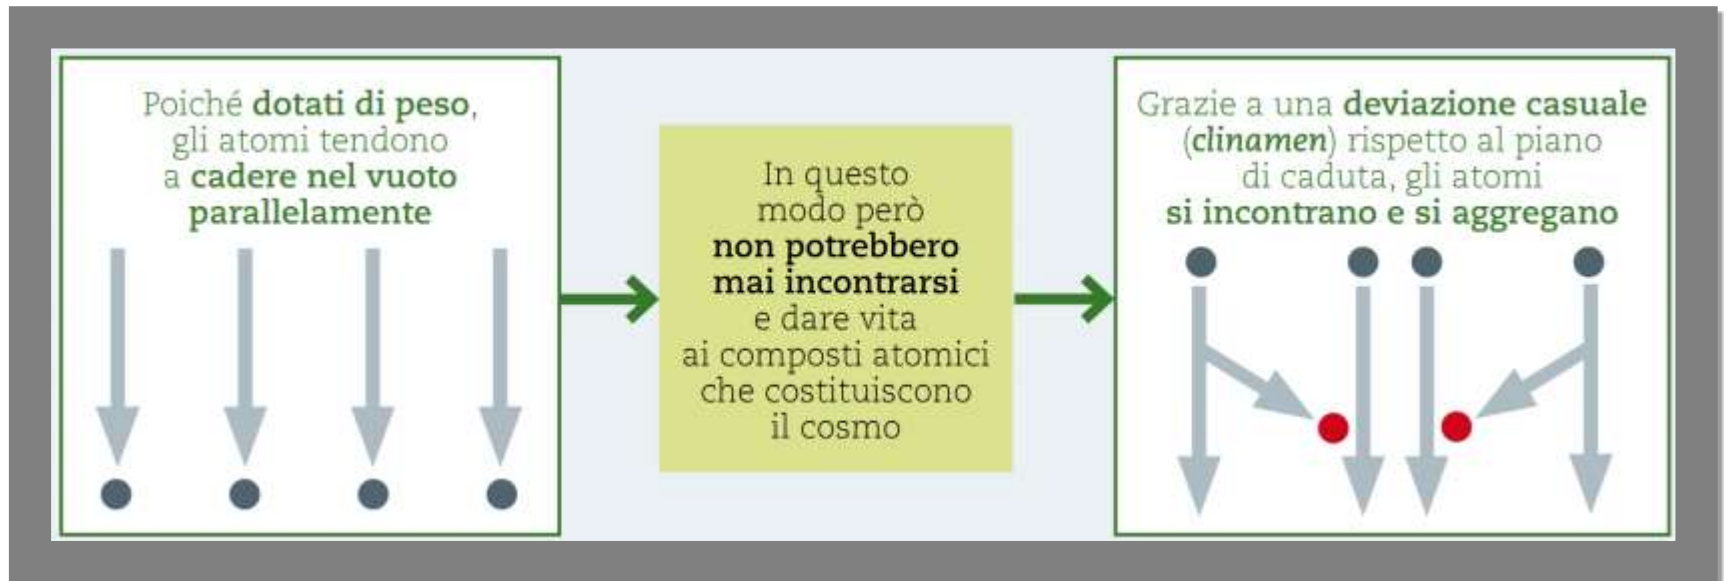 Poiché dotati di peso,
gli atomi tendono
a cadere nel vuoto
parallelamente
In questo
modo però
non potrebbero
mai incontrarsi
e dare vita
ai composti atomici
che costituiscono
il cosmo
Grazie a una deviazione casuale
(clinamen) rispetto al piano
di caduta, gli atomi
si incontrano e si aggregano